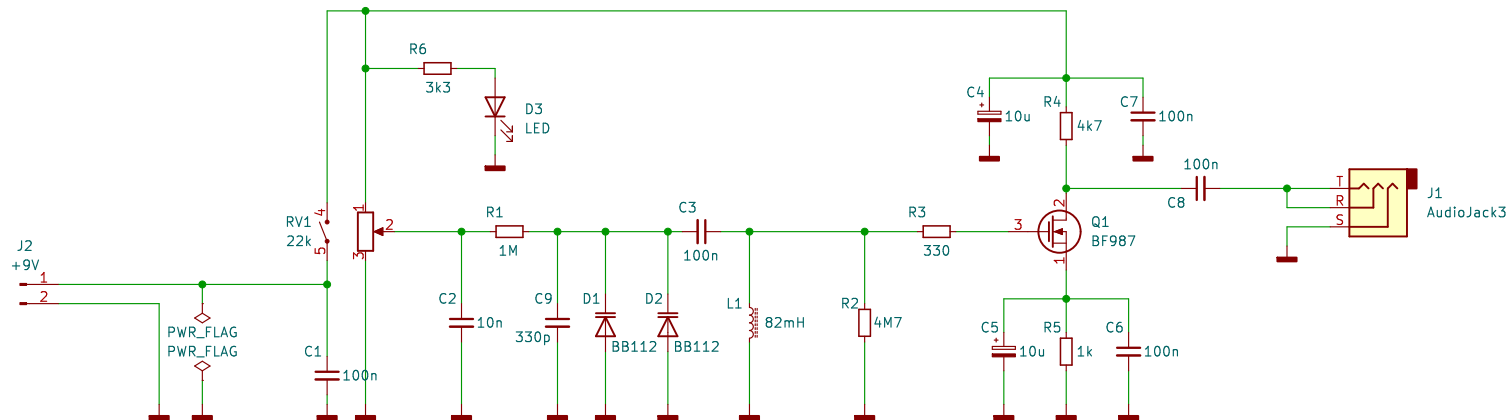 R6
3k3
D3
LED
C4
10u
R4
4k7
C7
100n
100n
C8
T
R
S
J1
AudioJack3
RV1
22k
4
5
1
2
3
R1
1M
C3
100n
R3
330
3
2
1
Q1
BF987
J2
+9V
1
2
PWR_FLAG
PWR_FLAG
C1
100n
C2
10n
C9
330p
D1
BB112
D2
BB112
L1
82mH
R2
4M7
C5
10u
R5
1k
C6
100n